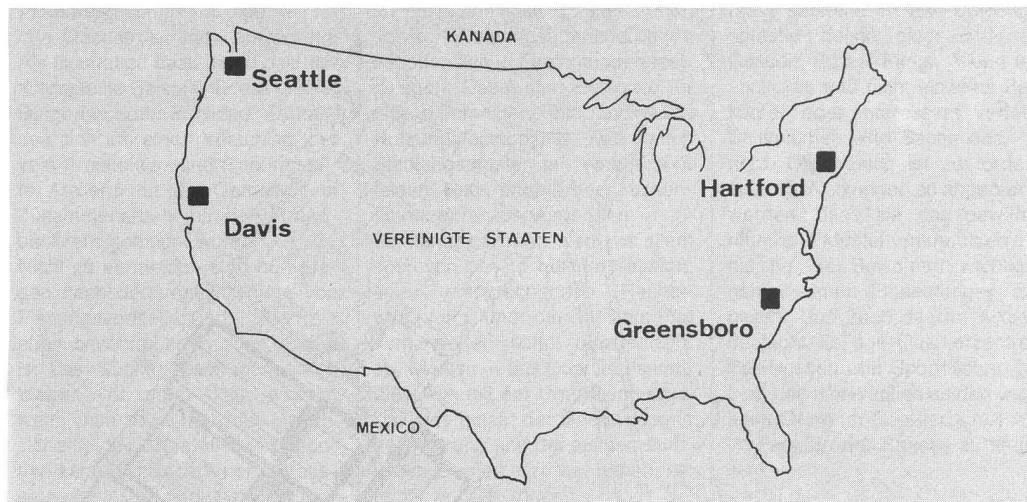 KANADA
Seattle
Hartford
Davis
VEREINIGTE STAATEN
Greensboro
MEXICO